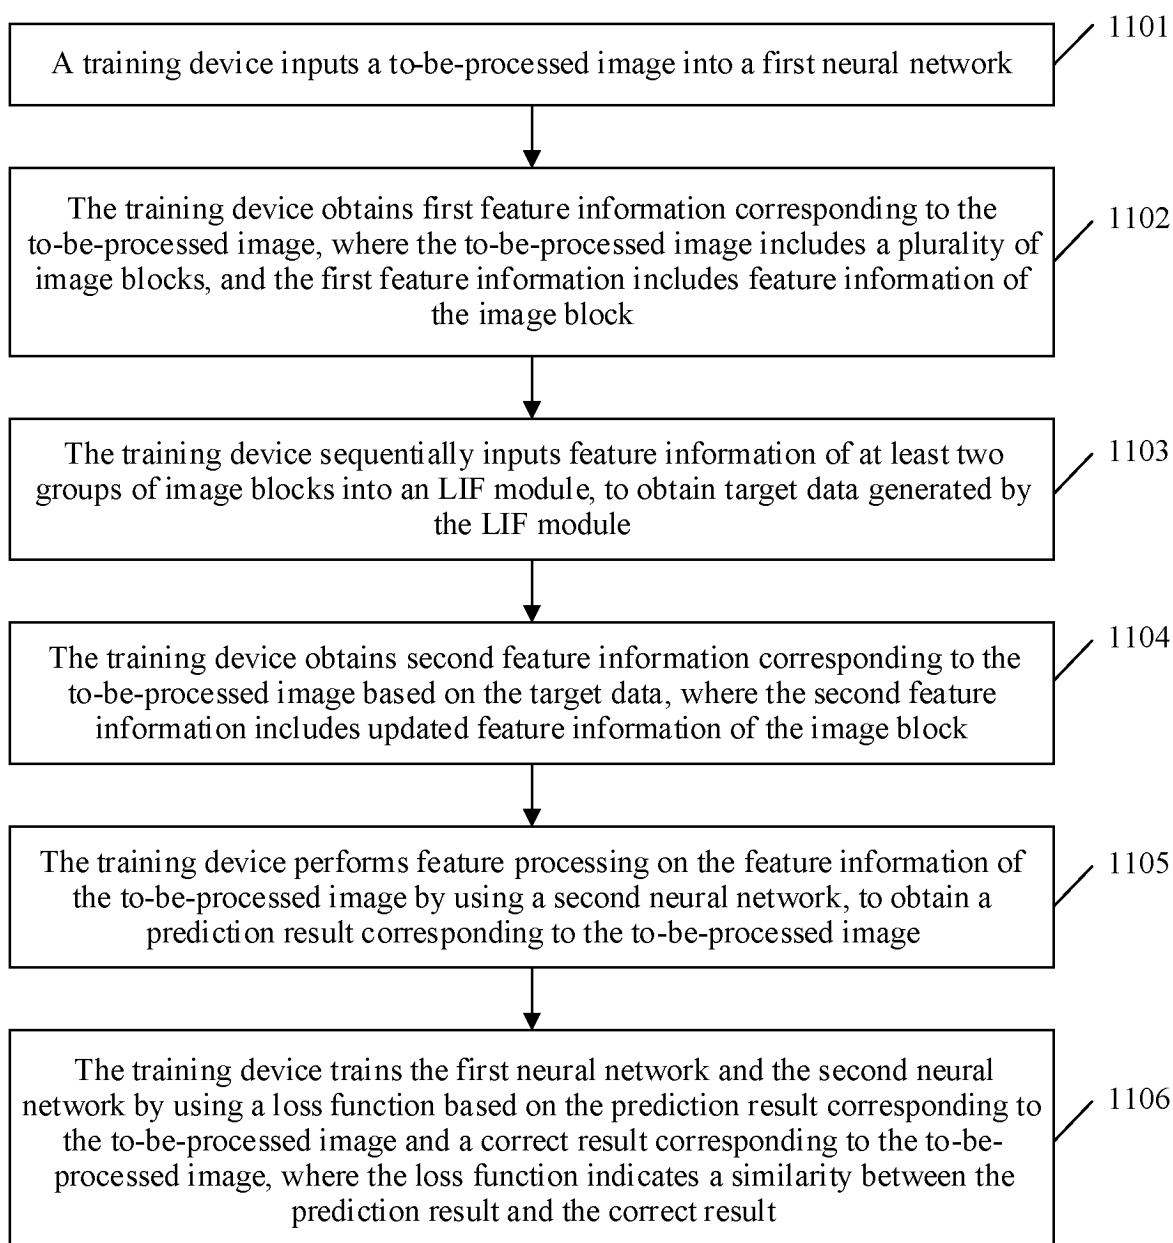 1101
A training device inputs a to-be-processed image into a first neural network
1102
The training device obtains first feature information corresponding to the
to-be-processed image, where the to-be-processed image includes a plurality of
image blocks, and the first feature information includes feature information of
the image block
1103
The training device sequentially inputs feature information of at least two
groups of image blocks into an LIF module, to obtain target data generated by
the LIF module
1104
The training device obtains second feature information corresponding to the
to-be-processed image based on the target data, where the second feature
information includes updated feature information of the image block
1105
The training device performs feature processing on the feature information of
the to-be-processed image by using a second neural network, to obtain a
prediction result corresponding to the to-be-processed image
1106
The training device trains the first neural network and the second neural
network by using a loss function based on the prediction result corresponding to
the to-be-processed image and a correct result corresponding to the to-be-
processed image, where the loss function indicates a similarity between the
prediction result and the correct result